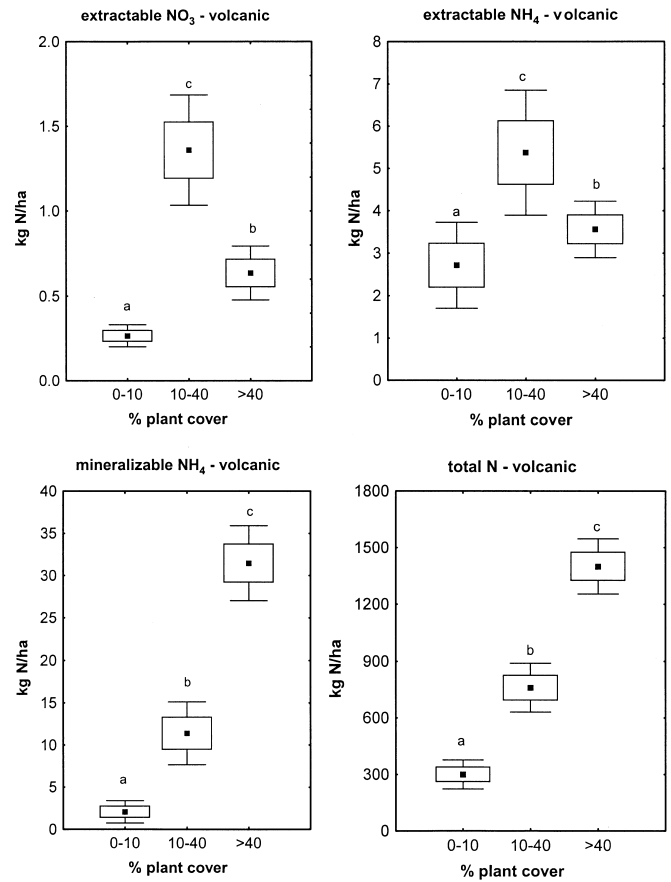 extractable NO3 - volcanic
2.0
1.5
1.0
0.5
0.0
kg N/ha
a
c
b
0-10 10-40 >40
% plant cover
extractable NH4 - volcanic
8
7
6
5
4
3
2
1
0
kg N/ha
a
c
b
0-10 10-40 >40
% plant cover
mineralizable NH4 - volcanic
40
35
30
25
20
15
10
5
0
kg N/ha
a
b
c
0-10 10-40 >40
% plant cover
total N - volcanic
1800
1500
1200
900
600
300
0
kg N/ha
a
b
c
0-10 10-40 >40
% plant cover